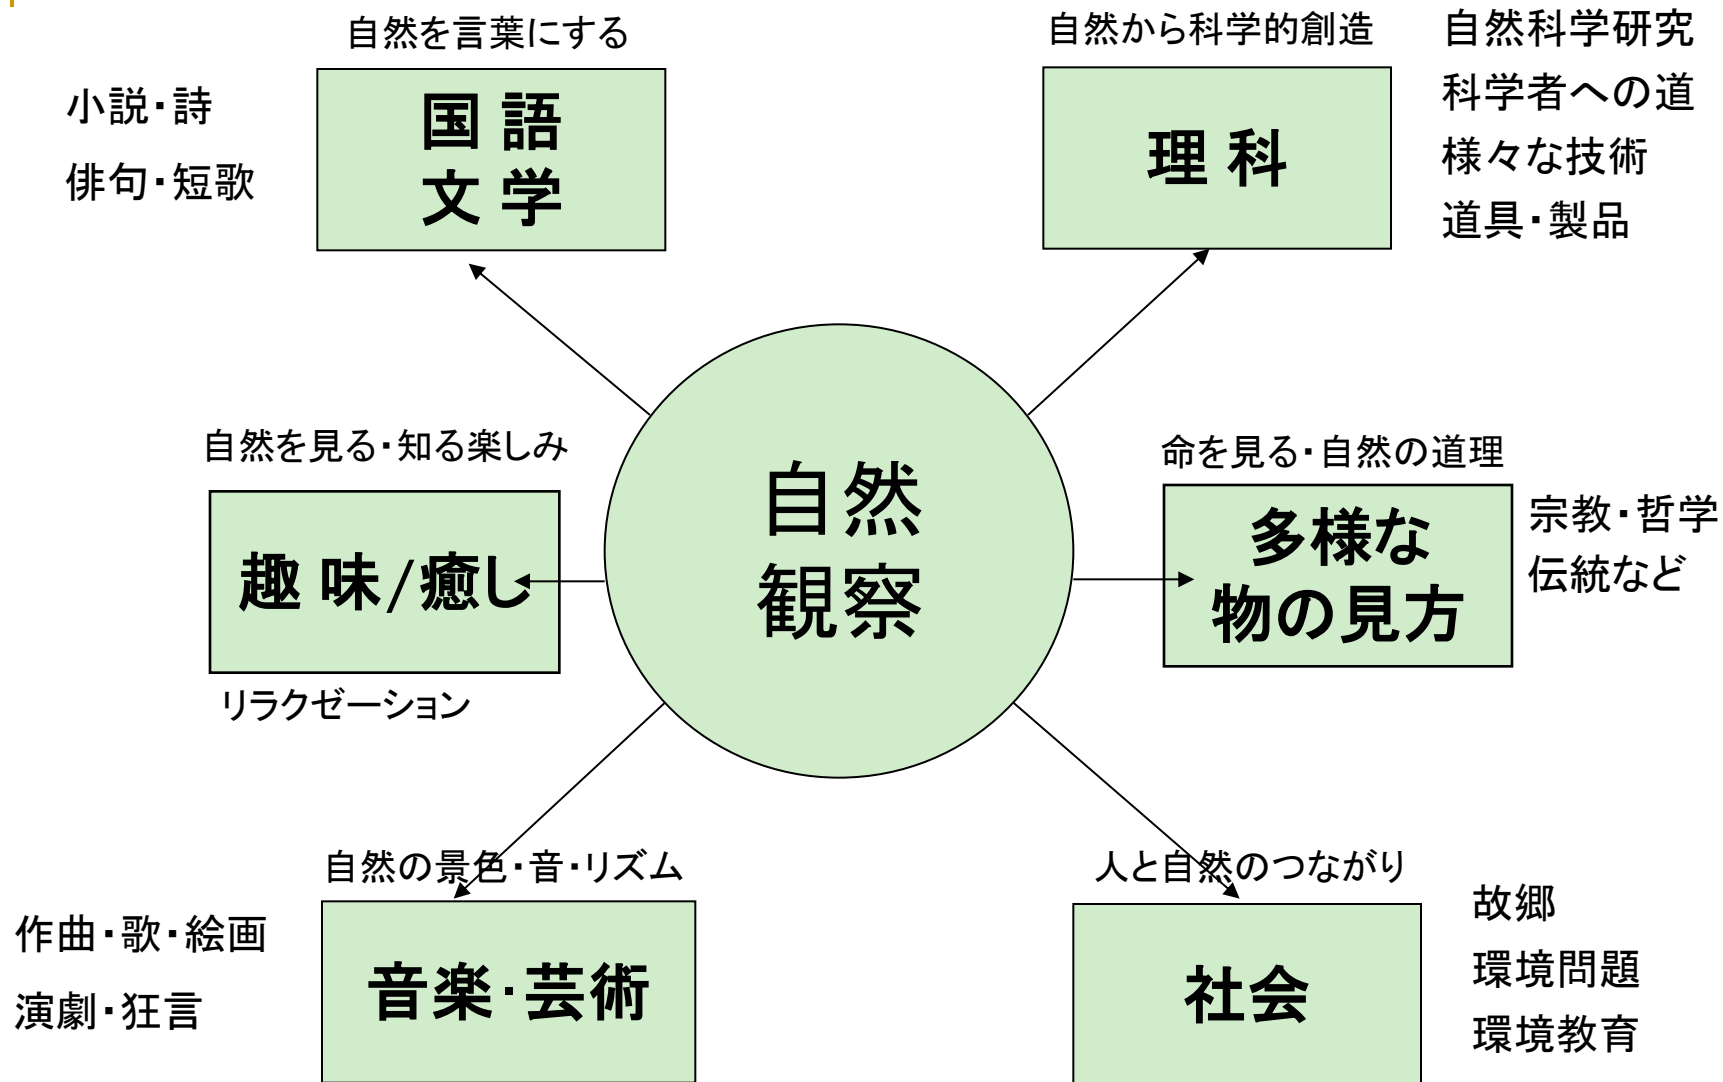 自然を言葉にする
国 語
文 学
小説・詩
俳句・短歌
自然から科学的創造
理 科
自然科学研究
科学者への道
様々な技術
道具・製品
自然
観察
自然を見る・知る楽しみ
趣 味/癒し
リラクゼーション
命を見る・自然の道理
多様な
物の見方
宗教・哲学
伝統など
自然の景色・音・リズム
音楽・芸術
作曲・歌・絵画
演劇・狂言
人と自然のつながり
社会
故郷
環境問題
環境教育